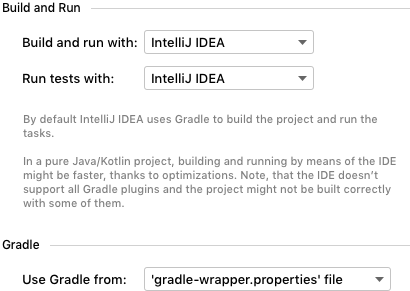 Build and Run
Build and run with: IntelliJ IDEA
Run tests with: IntelliJ IDEA
By default IntelliJ IDEA uses Gradle to build the project and run the
tasks.
In a pure Java/Kotlin project, building and running by means of the IDE
might be faster, thanks to optimizations. Note, that the IDE doesn't
support all Gradle plugins and the project might not be built correctly
with some of them.
Gradle
Use Gradle from: 'gradle-wrapper.properties' file